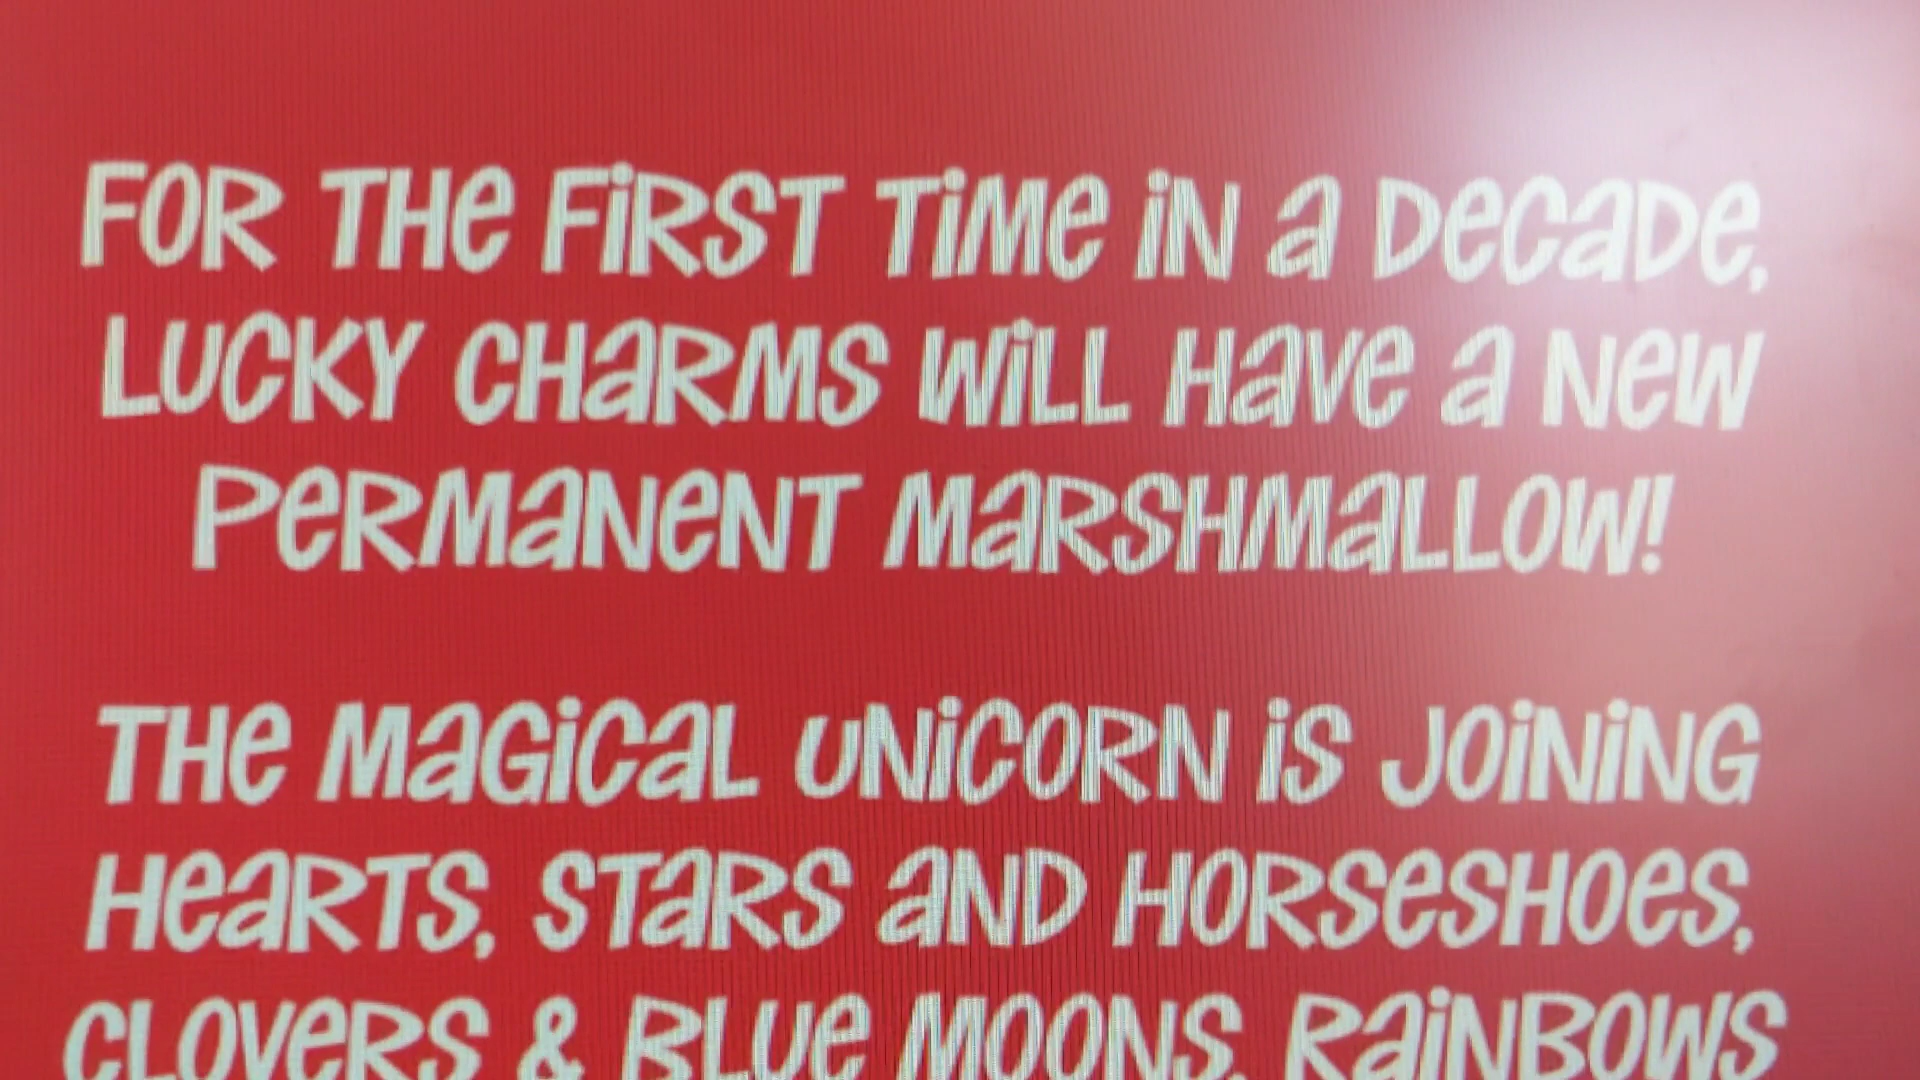 FOR THE FIRST TIME IN A DECADE,
LUCKY CHARMS WILL HAVE A NEW
PERMANENT MARSHMALLOW!
THE MAGICAL UNICORN IS JOINING
HEARTS, STARS AND HORSESHOES,
CLOVERS & BLUE MOONS, RAINBOWS